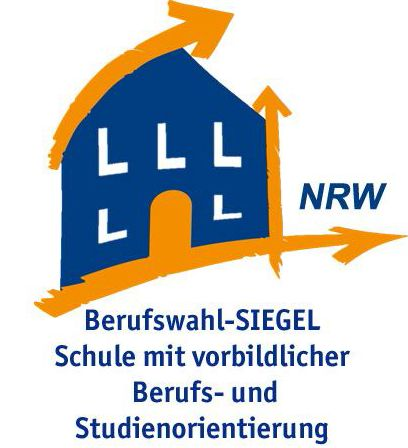 NRW
Berufswahl-SIEGEL
Schule mit vorbildlicher
Berufs- und
Studienorientierung